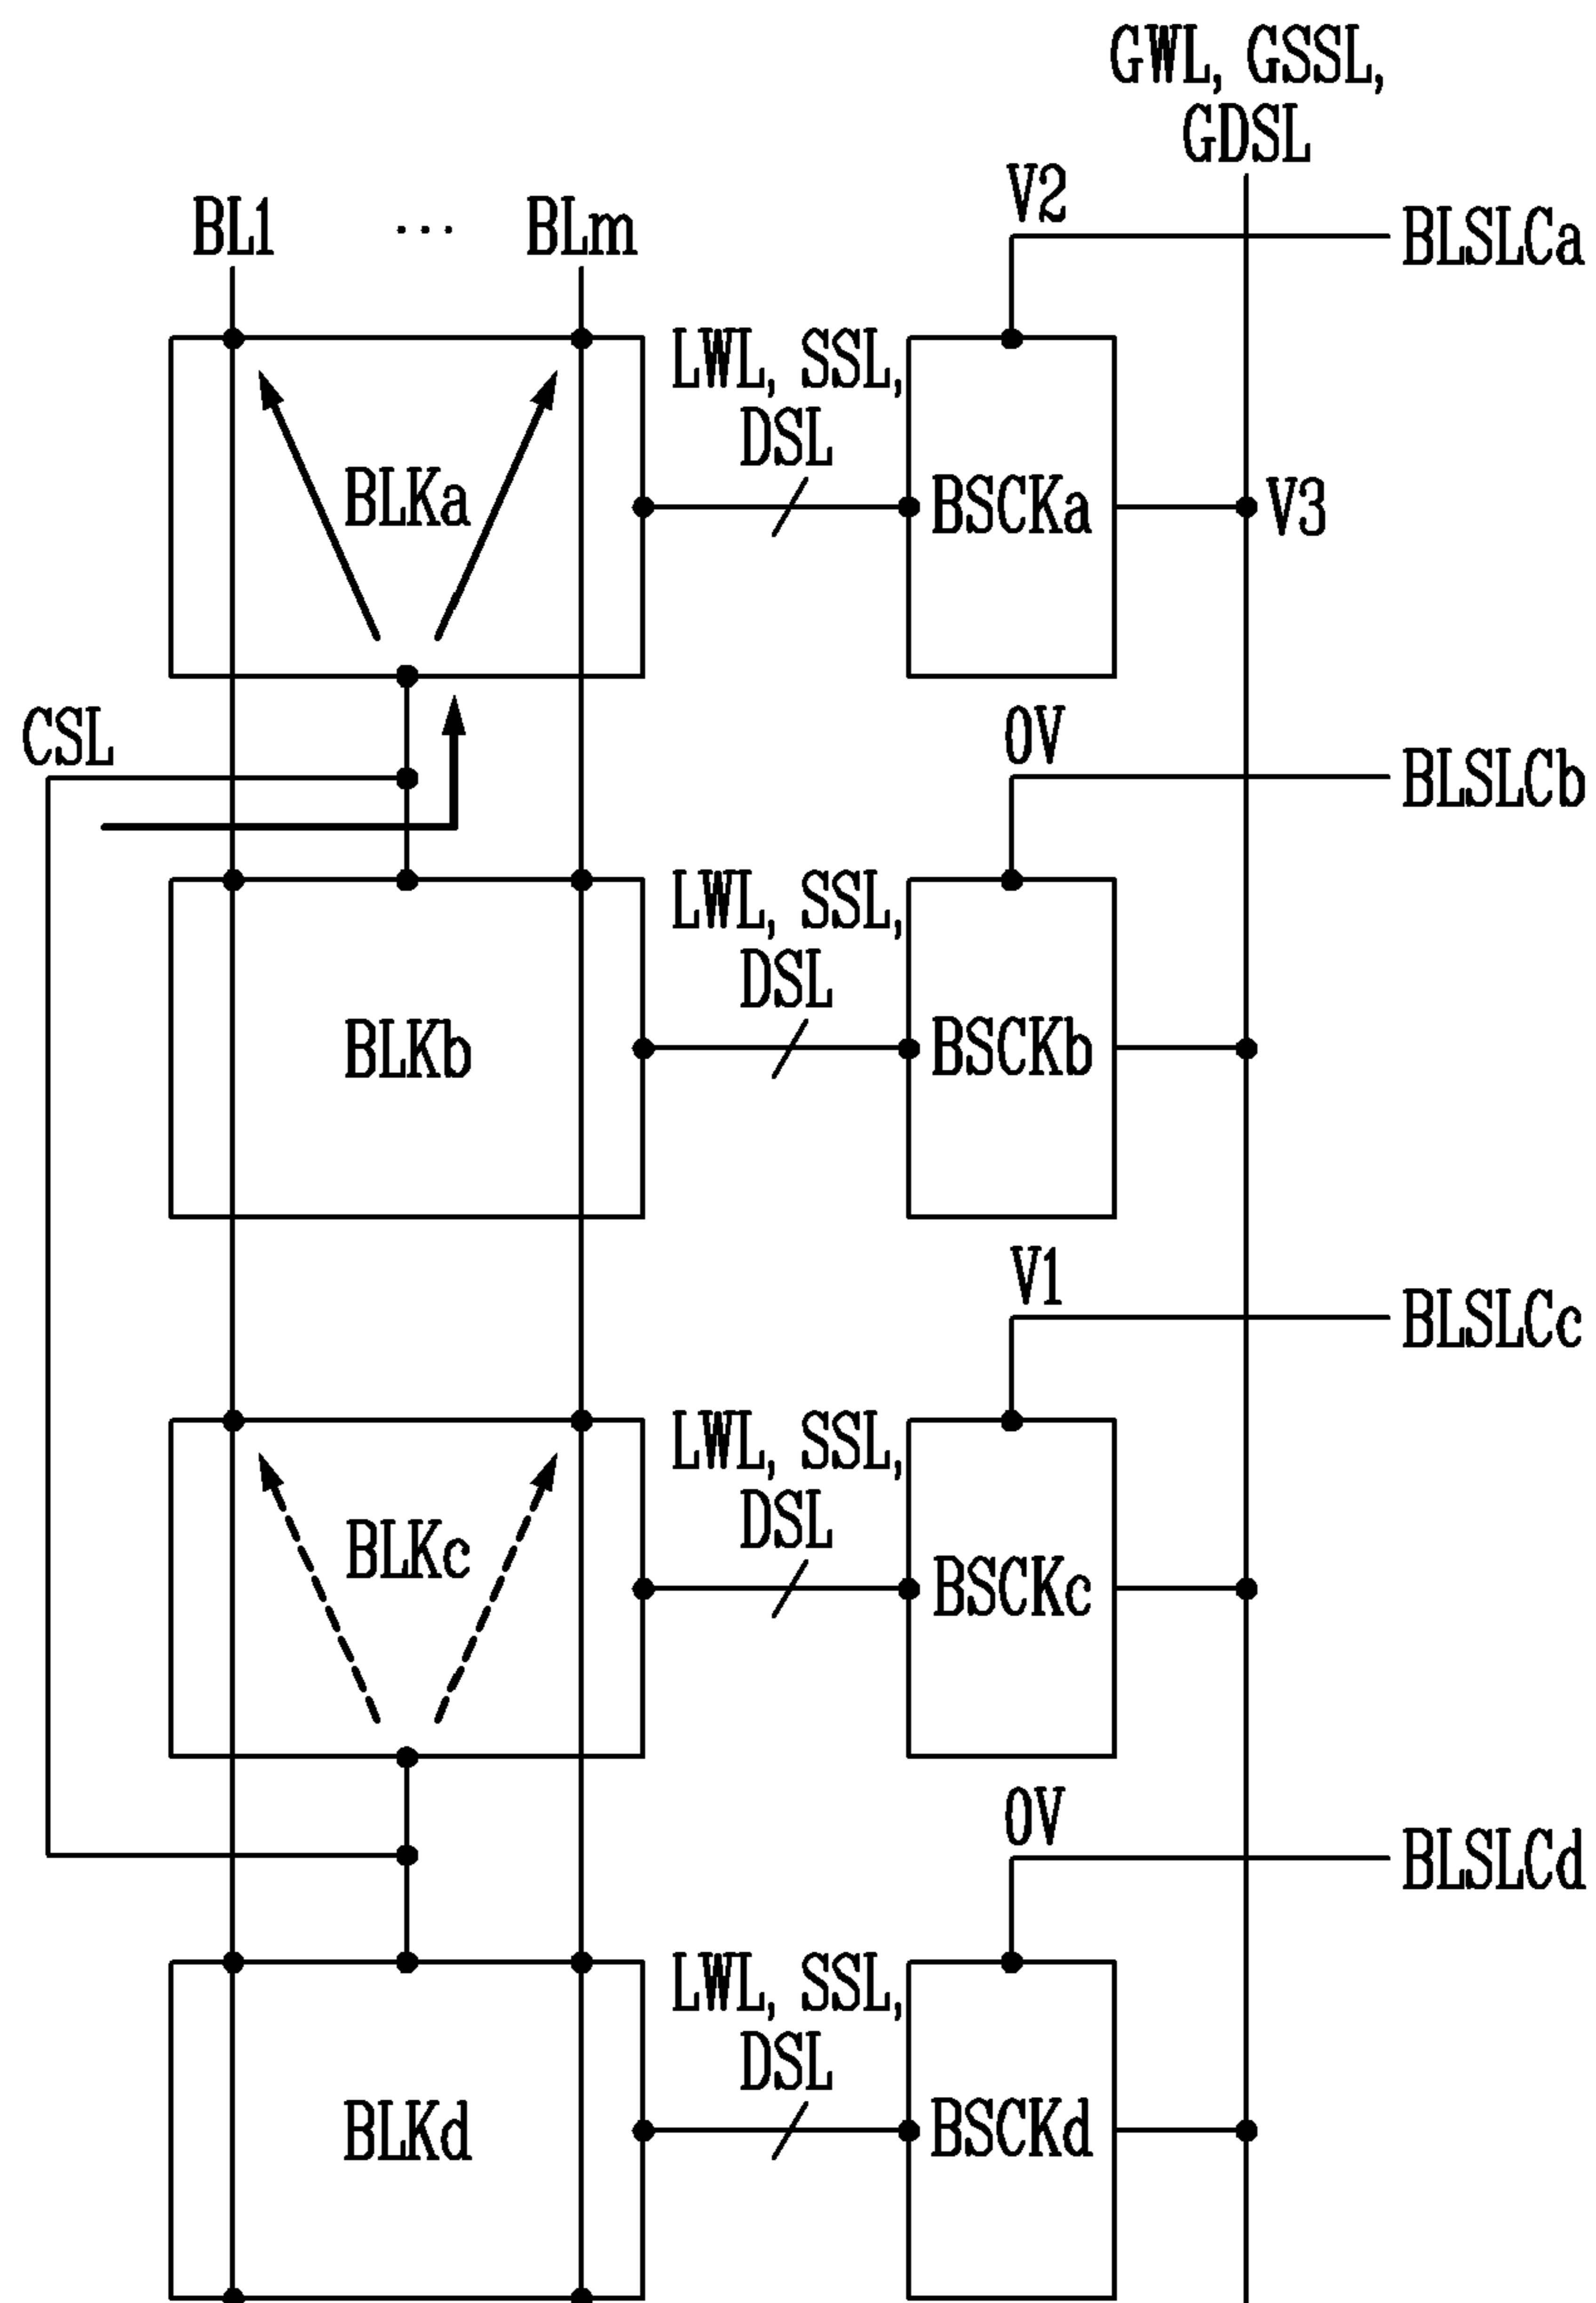 GWL, GSSL,
GDSL
V2
BLSLCa
BL1 ··· BLm
LWL, SSL,
DSL
BLKa
BSCKa
V3
CSL
0V
BLSLCb
LWL, SSL,
DSL
BLKb
BSCKb
V1
BLSLCc
LWL, SSL,
DSL
BLKc
BSCKc
0V
BLSLCd
LWL, SSL,
DSL
BLKd
BSCKd